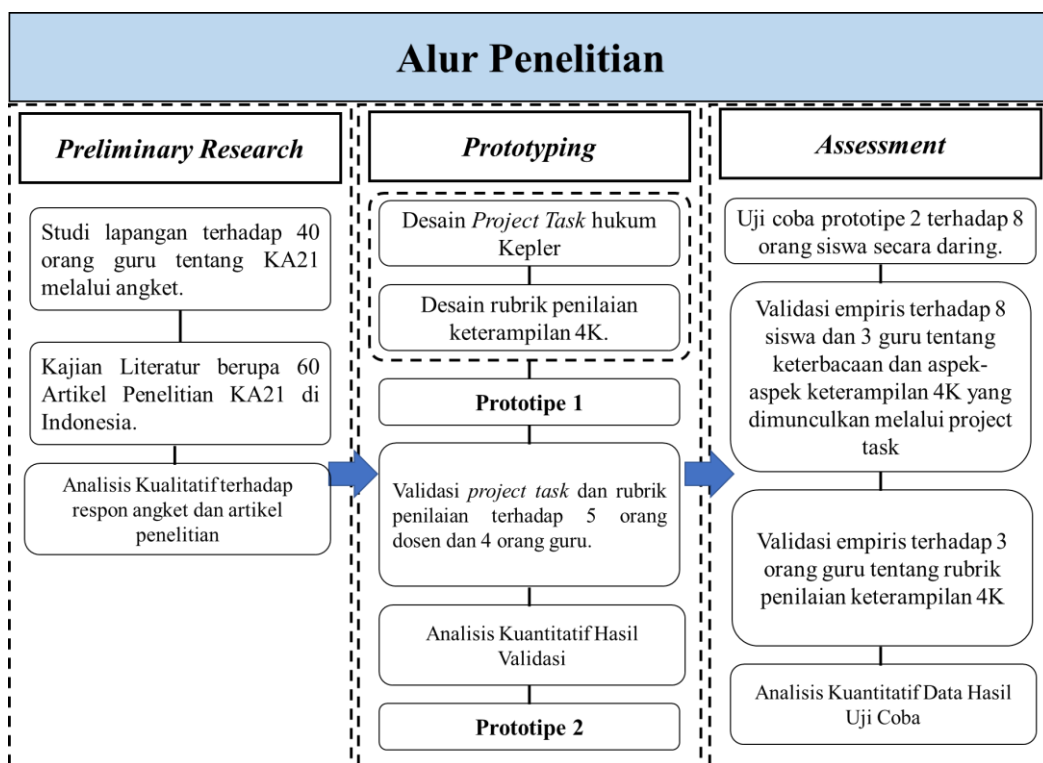 Alur Penelitian
Preliminary Research
Studi lapangan terhadap 40
orang guru tentang KA21
melalui angket.
Kajian Literatur berupa 60
Artikel Penelitian KA21 di
Indonesia.
Analisis Kualitatif terhadap
respon angket dan artikel
penelitian
Prototyping
Desain Project Task hukum
Kepler
Desain rubrik penilaian
keterampilan 4K.
Prototipe 1
Validasi project task dan rubrik
penilaian terhadap 5 orang
dosen dan 4 orang guru.
Analisis Kuantitatif Hasil
Validasi
Prototipe 2
Assessment
Uji coba prototipe 2 terhadap 8
orang siswa secara daring.
Validasi empiris terhadap 8
siswa dan 3 guru tentang
keterbacaan dan aspek-
aspek keterampilan 4K yang
dimunculkan melalui project
task
Validasi empiris terhadap 3
orang guru tentang rubrik
penilaian keterampilan 4K
Analisis Kuantitatif Data Hasil
Uji Coba